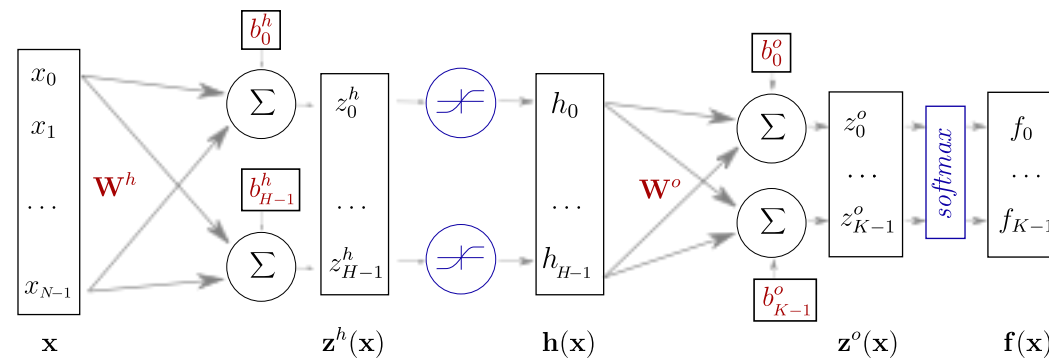 b_0^h
b_0^o
x_0
∑
z_0^h
h_0
∑
z_0^o
f_0
x_1
W^h
b_{H-1}^h
W^o
softmax
...
...
...
...
...
∑
z_{K-1}^o
f_{K-1}
x_{N-1}
∑
z_{H-1}^h
h_{H-1}
b_{K-1}^o
x
z^h(x)
h(x)
z^o(x)
f(x)